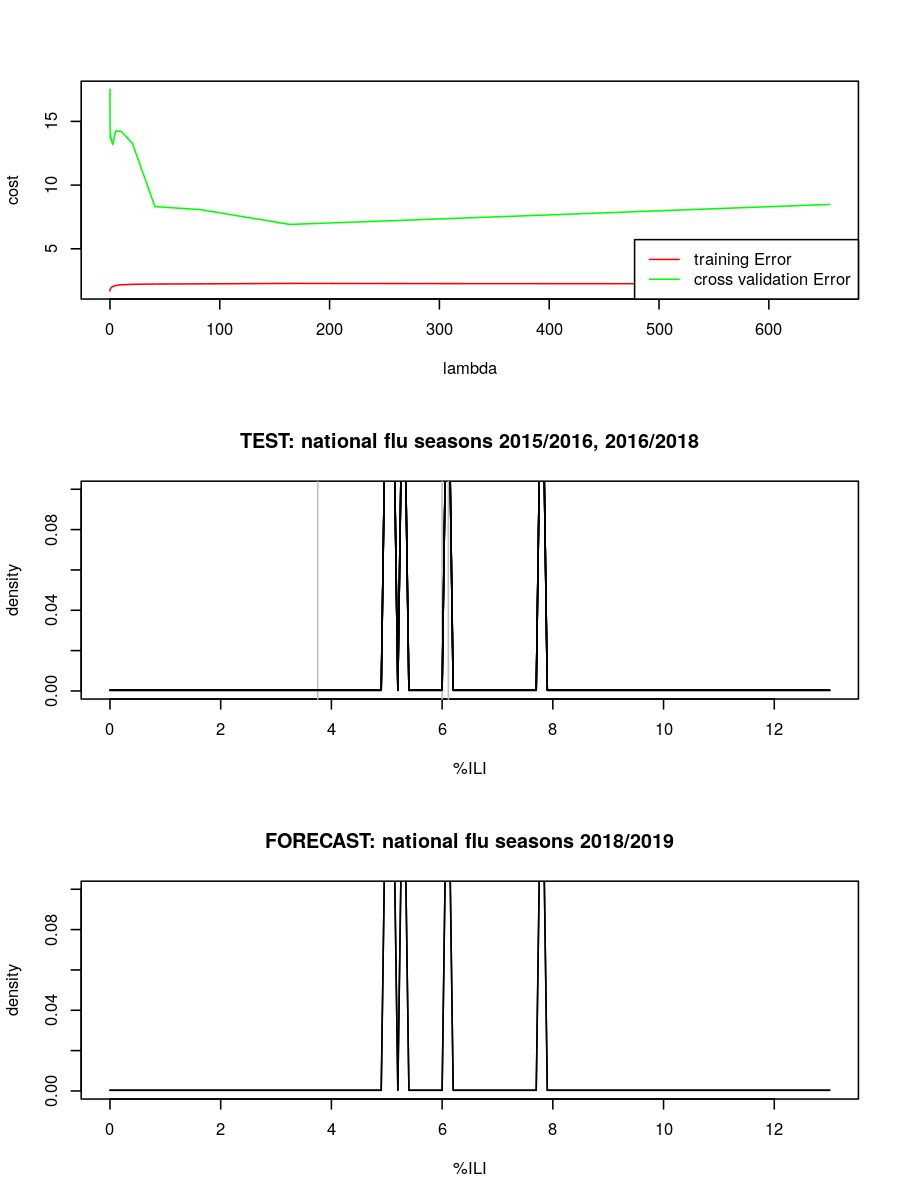 15
10
5
cost
training Error
cross validation Error
0 100 200 300 400 500 600
lambda
TEST: national flu seasons 2015/2016, 2016/2018
0.08
0.04
0.00
density
0 2 4 6 8 10 12
%ILI
FORECAST: national flu seasons 2018/2019
0.08
0.04
0.00
density
0 2 4 6 8 10 12
%ILI